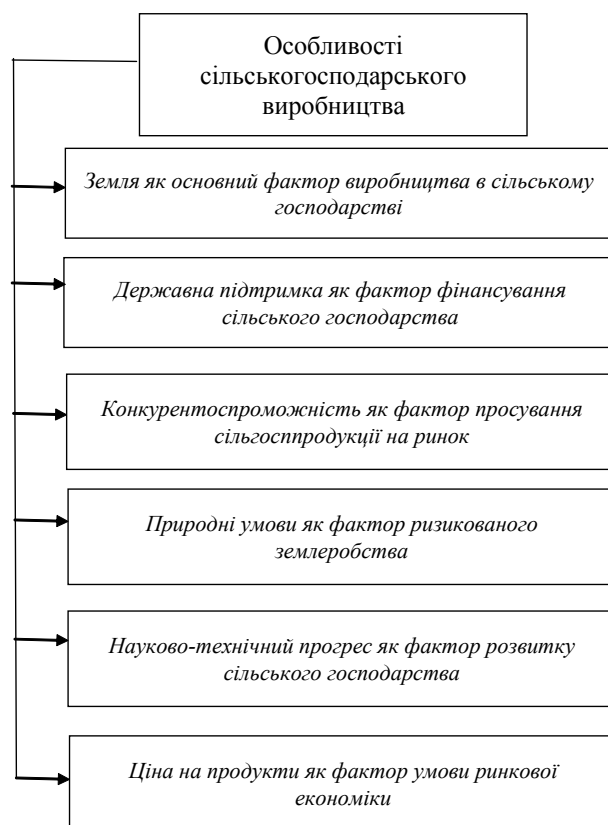 Особливості
сільськогосподарського
виробництва
Земля як основний фактор виробництва в сільському
господарстві
Державна підтримка як фактор фінансування
сільського господарства
Конкурентоспроможність як фактор просування
сільгосппродукції на ринок
Природні умови як фактор ризикованого
землеробства
Науково-технічний прогрес як фактор розвитку
сільського господарства
Ціна на продукти як фактор умови ринкової
економіки